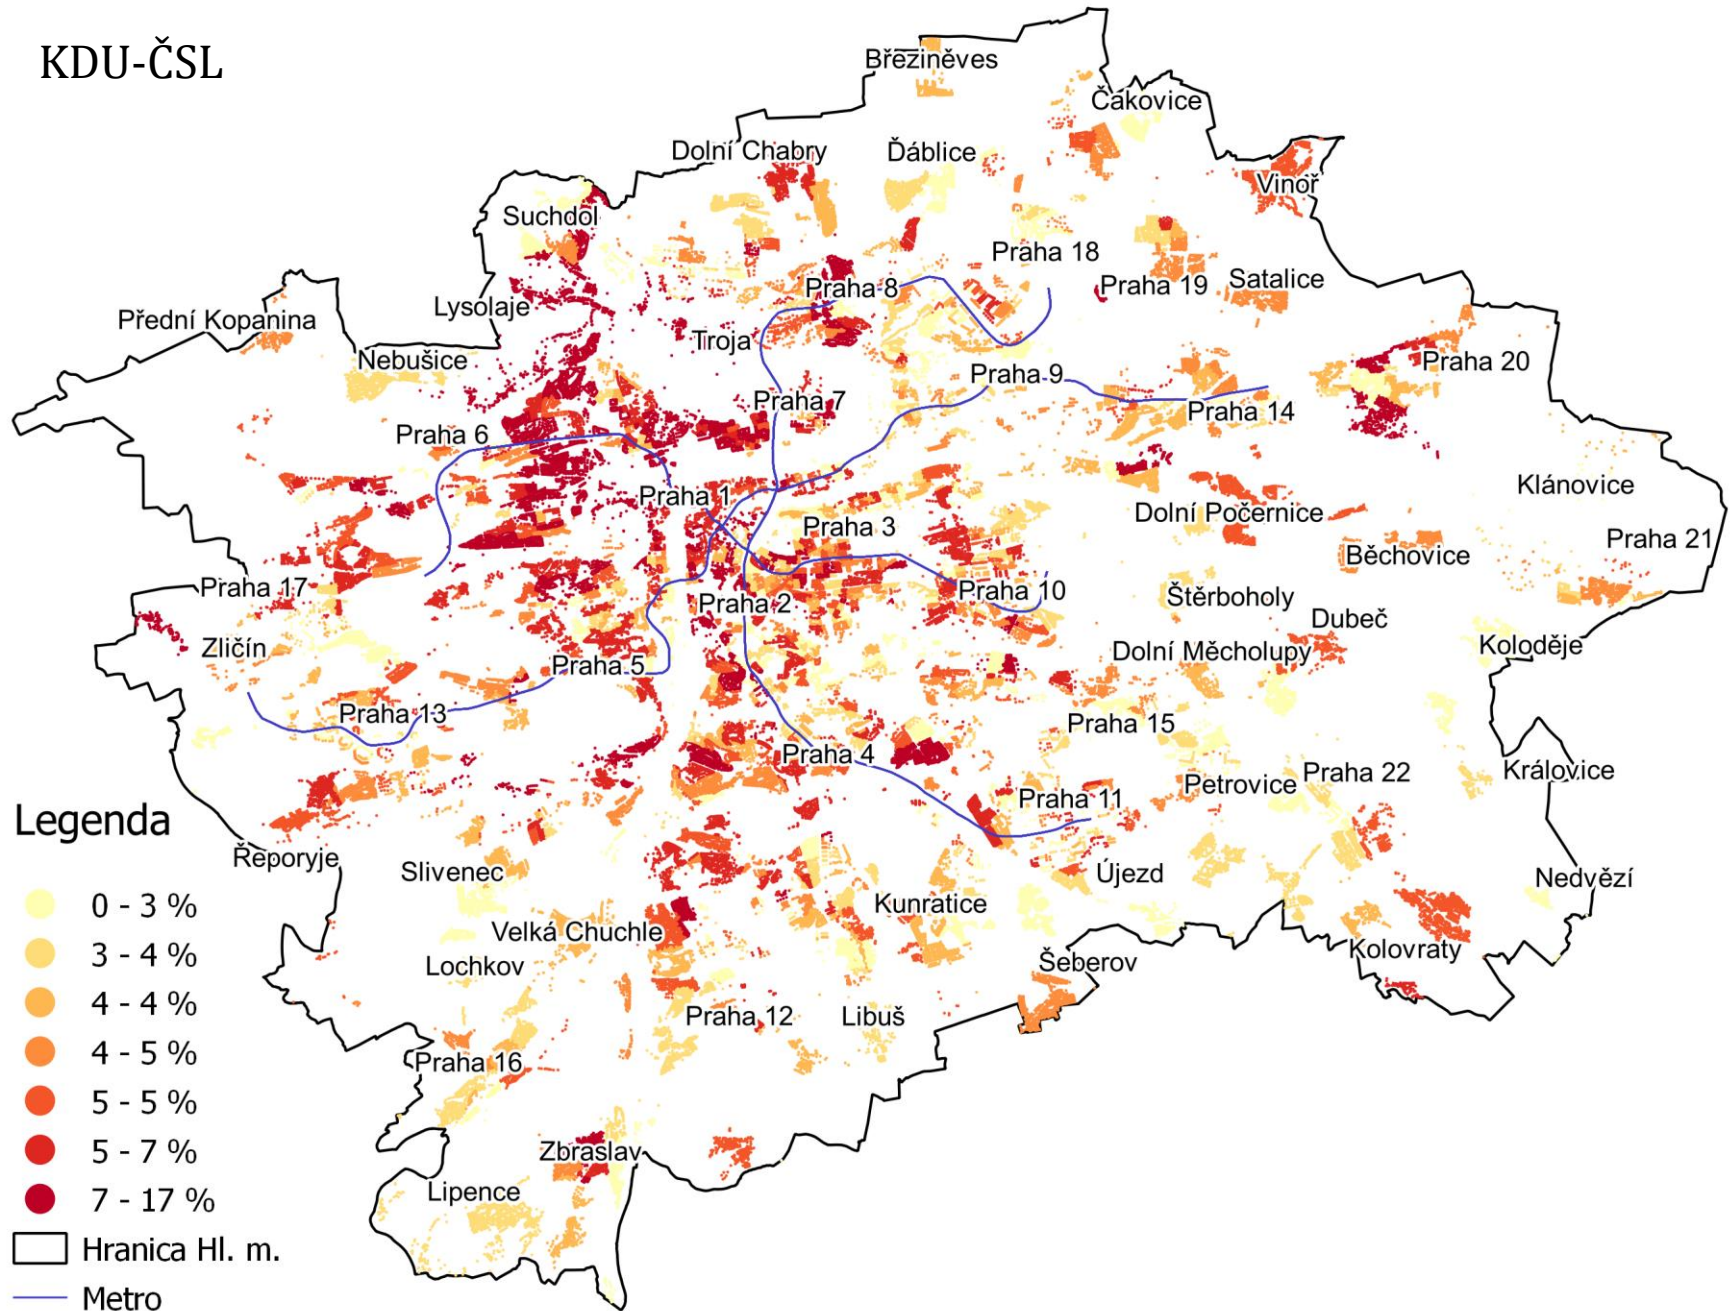 KDU-ČSL
Březiněves
Čakovice
Dolní Chabry
Ďáblice
Vinoř
Suchdol
Praha 18
Praha 8
Praha 19
Satalice
Lysolaje
Přední Kopanina
Troja
Nebušice
Praha 20
Praha 9
Praha 7
Praha 14
Praha 6
Klánovice
Praha 1
Dolní Počernice
Praha 3
Praha 21
Běchovice
Praha 17
Praha 10
Štěrboholy
Praha 2
Dubeč
Zličín
Koloděje
Dolní Měcholupy
Praha 5
Praha 13
Praha 15
Praha 4
Praha 22
Královice
Petrovice
Praha 11
Řeporyje
Slivenec
Újezd
Nedvězí
Kunratice
Velká Chuchle
Kolovraty
Lochkov
Šeberov
Praha 12
Libuš
Praha 16
Zbraslav
Lipence
Legenda
0 - 3 %
3 - 4 %
4 - 4 %
4 - 5 %
5 - 5 %
5 - 7 %
7 - 17 %
Hranica Hl. m.
Metro